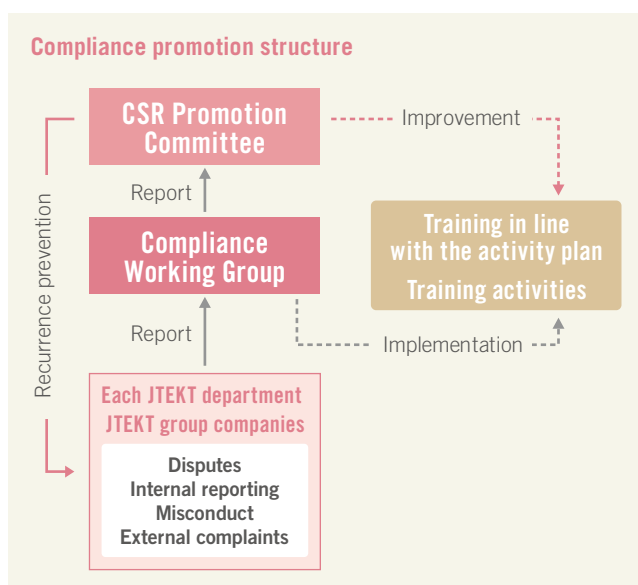 Compliance promotion structure
CSR Promotion
Committee
Improvement
Report
Recurrence prevention
Training in line
with the activity plan
Training activities
Compliance
Working Group
Report
Implementation
Each JTEKT department
JTEKT group companies
Disputes
Internal reporting
Misconduct
External complaints